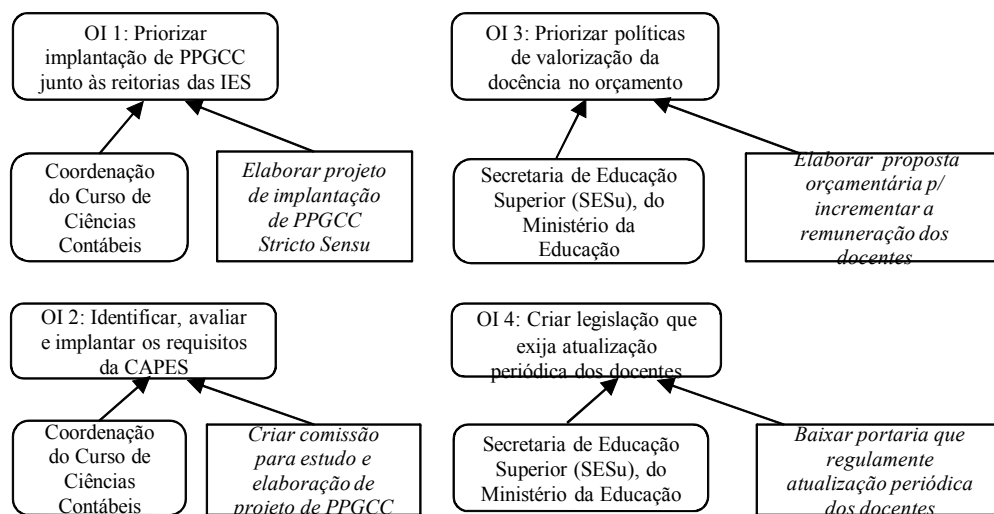 OI 1: Priorizar
implantação de PPGCC
junto às reitorias das IES
Coordenação
do Curso de
Ciências
Contábeis
Elaborar projeto
de implantação
de PPGCC
Stricto Sensu
OI 3: Priorizar políticas
de valorização da
docência no orçamento
Secretaria de Educação
Superior (SESu), do
Ministério da
Educação
Elaborar proposta
orçamentária p/
incrementar a
remuneração dos
docentes
OI 2: Identificar, avaliar
e implantar os requisitos
da CAPES
Coordenação
do Curso de
Ciências
Contábeis
Criar comissão
para estudo e
elaboração de
projeto de PPGCC
OI 4: Criar legislação que
exija atualização
periódica dos docentes
Secretaria de Educação
Superior (SESu), do
Ministério da Educação
Baixar portaria que
regulamente
atualização periódica
dos docentes